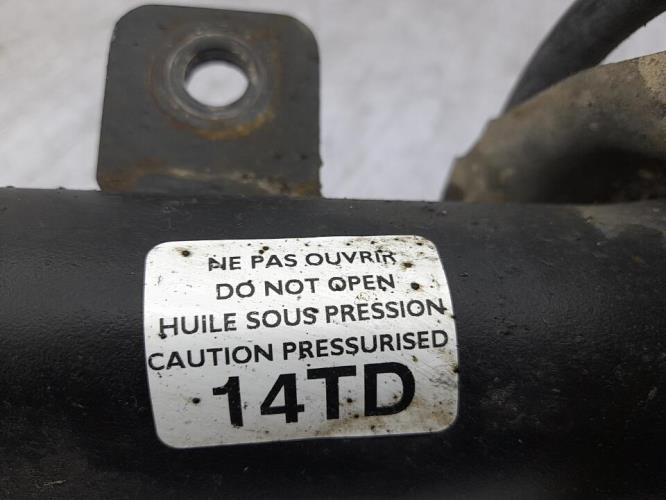 NE PAS OUVRIR
DO NOT OPEN
HUILE SOUS PRESSION
CAUTION PRESSURISED
14TD